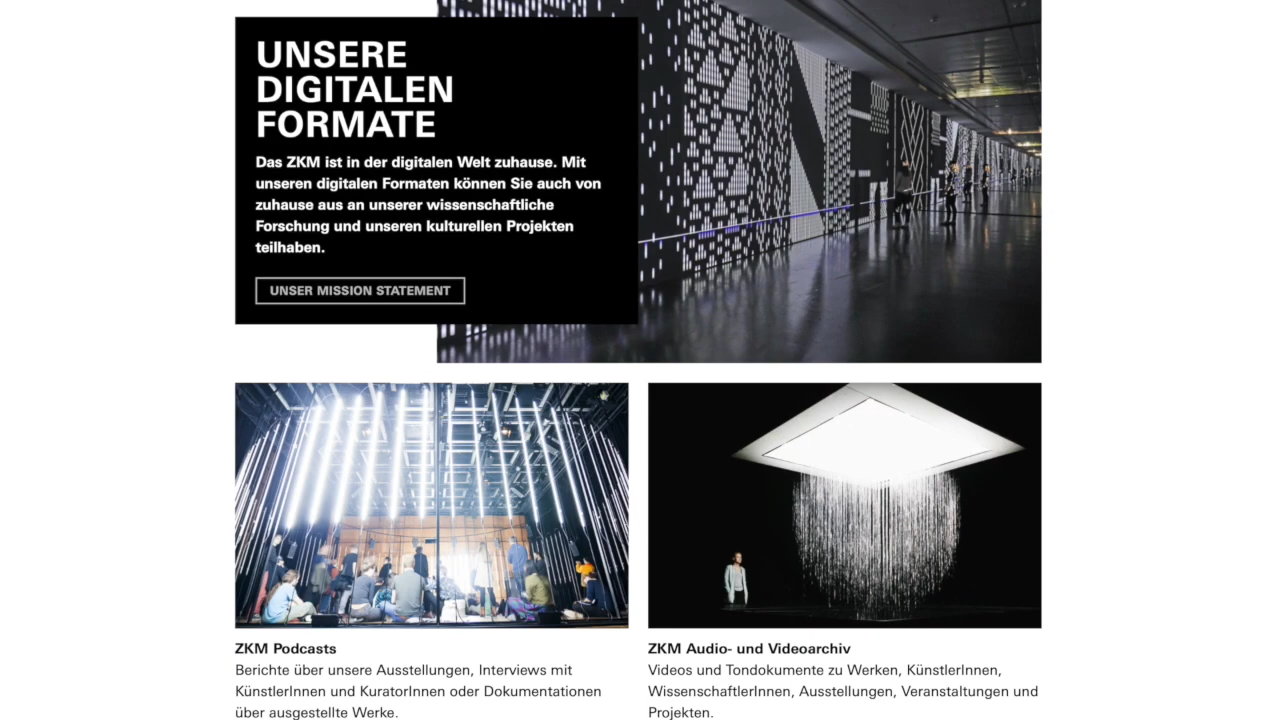 UNSERE
DIGITALEN
FORMATE
Das ZKM ist in der digitalen Welt zuhause. Mit
unseren digitalen Formaten können Sie auch von
zuhause aus an unserer wissenschaftliche
Forschung und unseren kulturellen Projekten
teilhaben.
UNSER MISSION STATEMENT
ZKM Podcasts
Berichte über unsere Ausstellungen, Interviews mit
KünstlerInnen und KuratorInnen oder Dokumentationen
über ausgestellte Werke.
ZKM Audio- und Videoarchiv
Videos und Tondokumente zu Werken, KünstlerInnen,
WissenschaftlerInnen, Ausstellungen, Veranstaltungen und
Projekten.